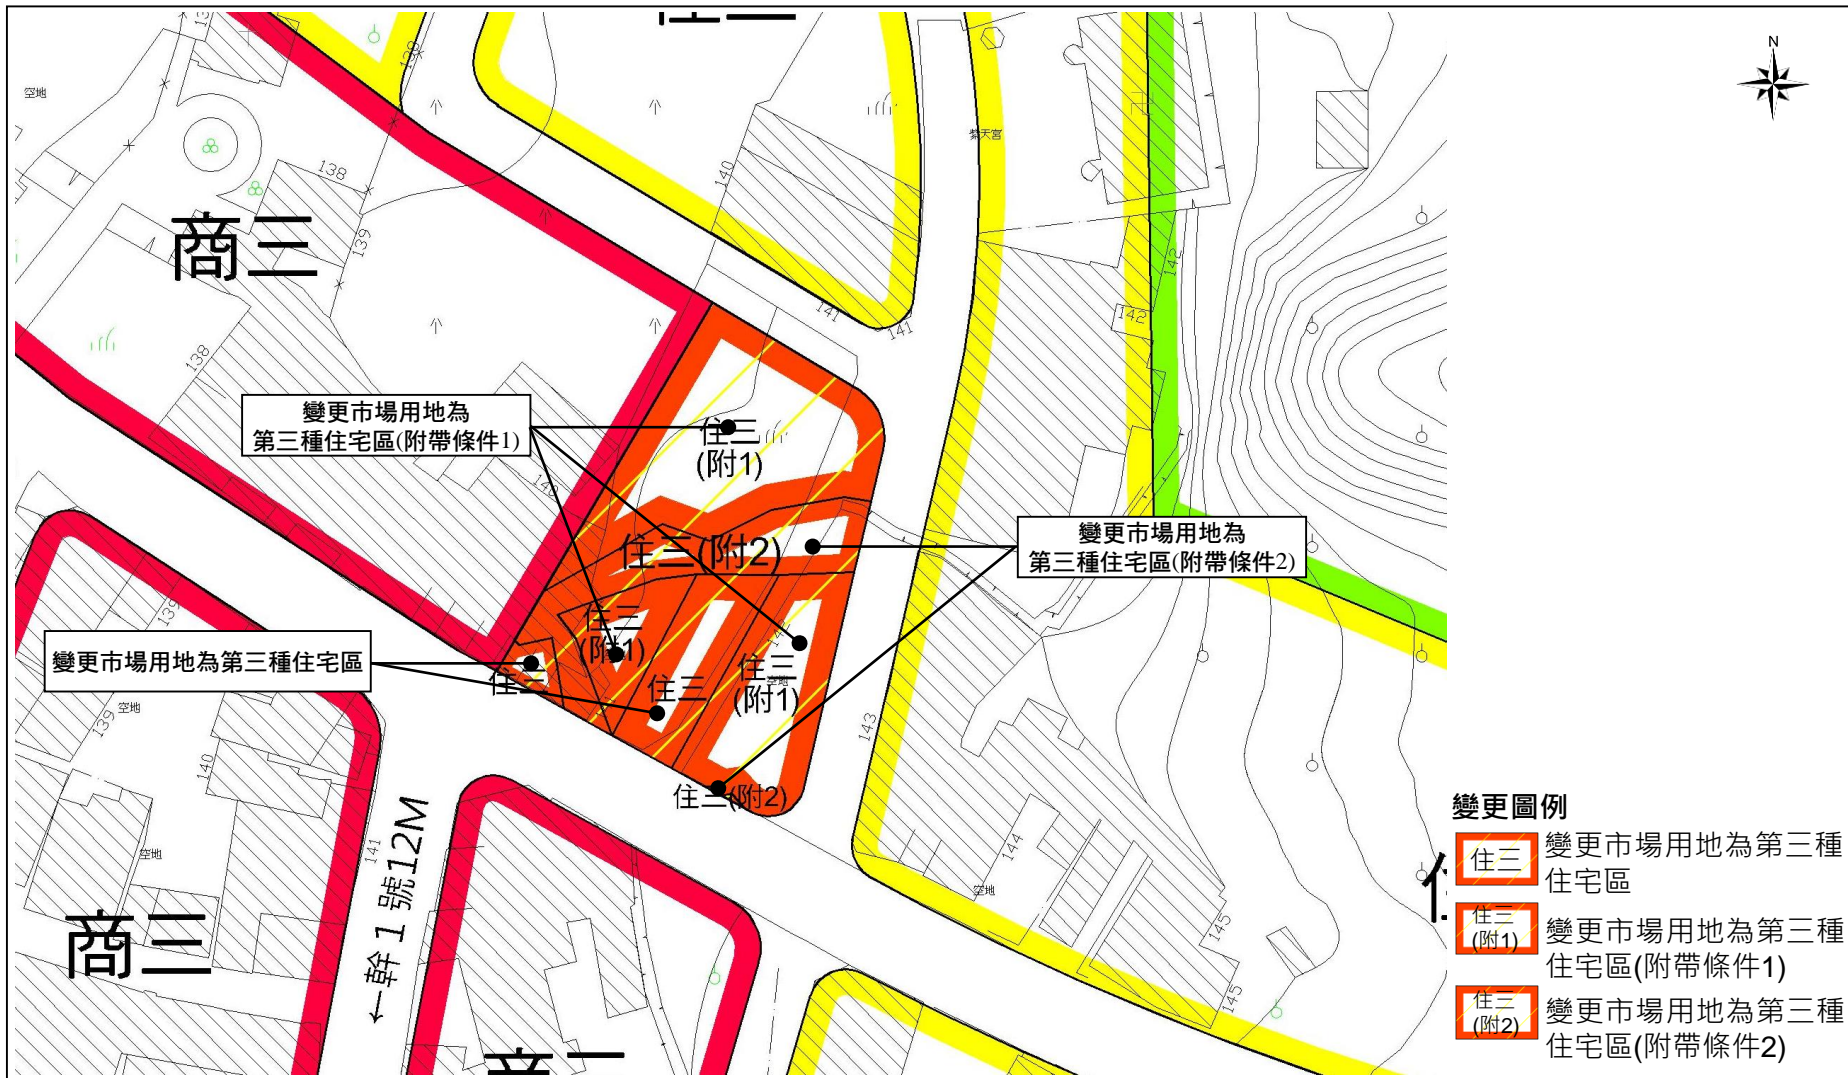 N
空地
138
138
138
138
139
140
商三
紫天宮
142
142
141
141
變更市場用地為
第三種住宅區(附帶條件1)
住三
(附1)
住三(附2)
變更市場用地為
第三種住宅區(附帶條件2)
住三
(附1)
住三
(附1)
空地
變更市場用地為第三種住宅區
住三
住三
住三(附2)
139
139
空地
140
141
空地
143
144
145
145
空地
←幹1號12M
商三
變更圖例
住三
變更市場用地為第三種
住宅區
住三
(附1)
變更市場用地為第三種
住宅區(附帶條件1)
住三
(附2)
變更市場用地為第三種
住宅區(附帶條件2)